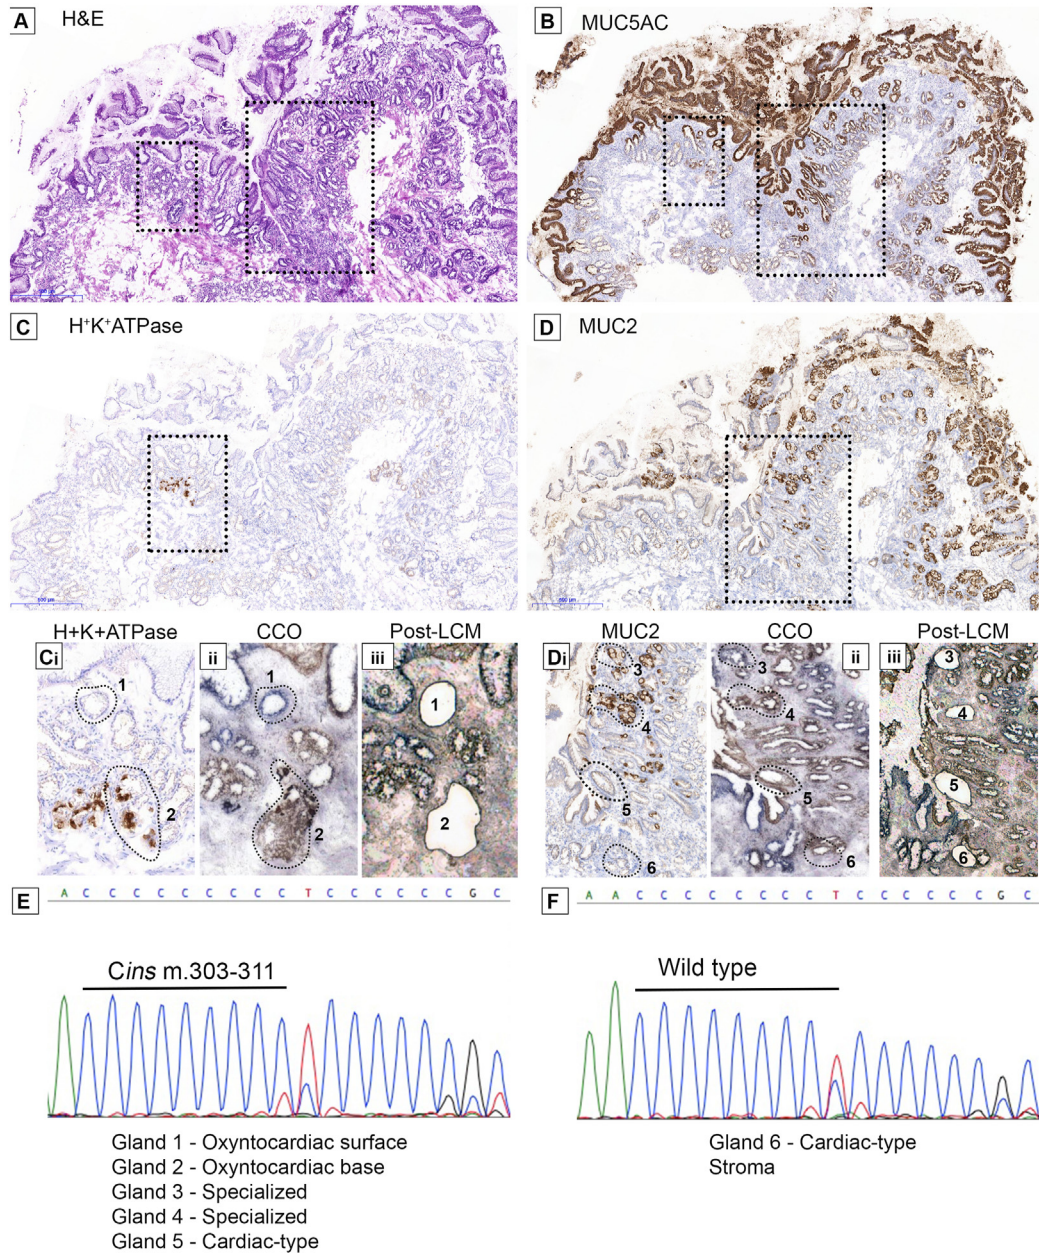 A H&E
B MUC5AC
C H⁺K⁺ATPase
D MUC2
H+K+ATPase CCO Post-LCM
Ci ii iii
1 1 1
2 2 2
MUC2 CCO Post-LCM
Di ii iii
3 3 3
4 4 4
5 5 5
6 6 6
E A C C C C C C C C C T C C C C C C G C
Cins m.303-311
Gland 1 - Oxyntocardiac surface
Gland 2 - Oxyntocardiac base
Gland 3 - Specialized
Gland 4 - Specialized
Gland 5 - Cardiac-type
F A A C C C C C C C C T C C C C C C G C
Wild type
Gland 6 - Cardiac-type
Stroma